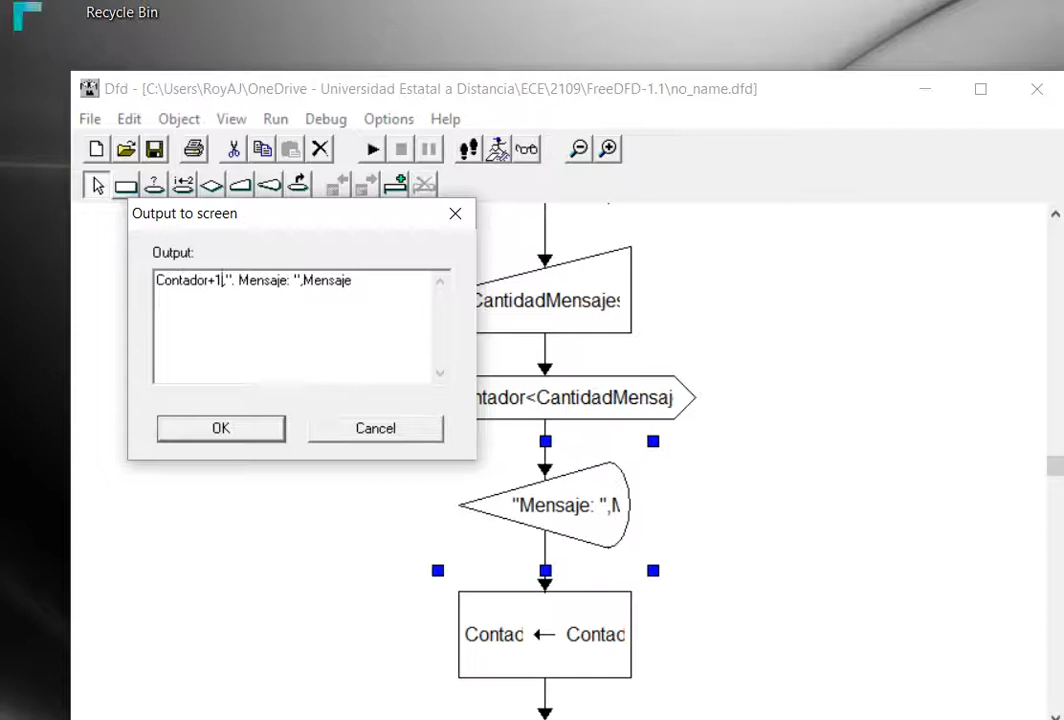 Recycle Bin
Dfd - [C:\Users\RoyAJ\OneDrive - Universidad Estatal a Distancia\ECE\2109\FreeDFD-1.1\no_name.dfd]
File Edit Object View Run Debug Options Help
Output to screen
Output:
Contador+1,". Mensaje: ",Mensaje
OK Cancel
CantidadMensajes
ntador<CantidadMensaj
"Mensaje: ",M
Contad ← Contad